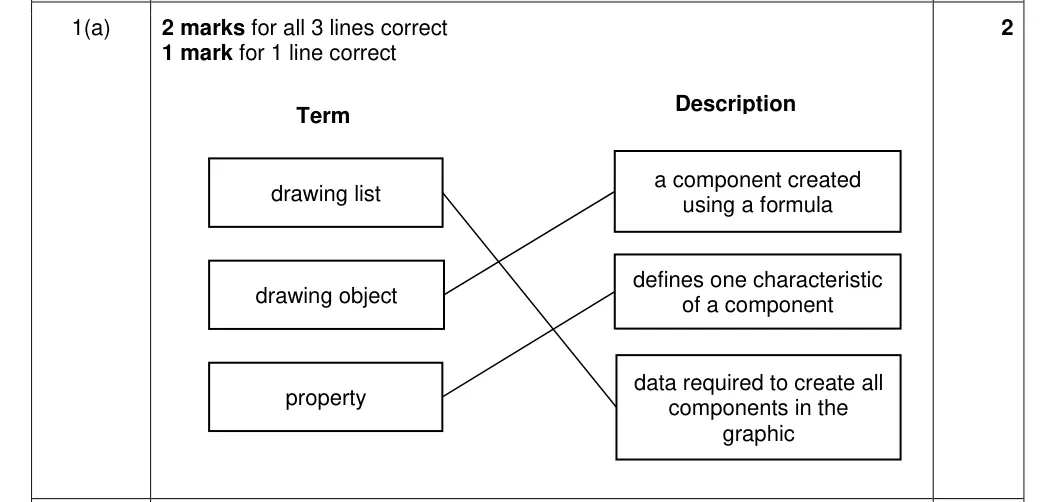 1(a)
2 marks for all 3 lines correct
1 mark for 1 line correct
2
Term
Description
drawing list
drawing object
property
a component created
using a formula
defines one characteristic
of a component
data required to create all
components in the
graphic